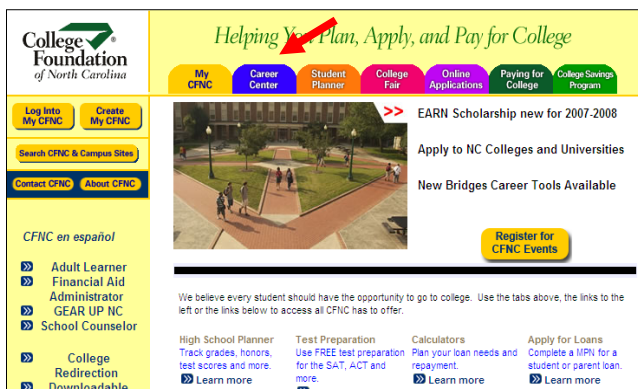 College
Foundation
of North Carolina
Helping You Plan, Apply, and Pay for College
My
CFNC
Career
Center
Student
Planner
College
Fair
Online
Applications
Paying for
College
College Savings
Program
Log Into
My CFNC
Create
My CFNC
Search CFNC & Campus Sites
Contact CFNC
About CFNC
>>
EARN Scholarship new for 2007-2008
Apply to NC Colleges and Universities
New Bridges Career Tools Available
Register for
CFNC Events
CFNC en español
Adult Learner
Financial Aid
Administrator
GEAR UP NC
School Counselor
College
Redirection
Downloadable
We believe every student should have the opportunity to go to college. Use the tabs above, the links to the
left or the links below to access all CFNC has to offer.
High School Planner
Track grades, honors,
test scores and more.
Learn more
Test Preparation
Use FREE test preparation
for the SAT, ACT and
more.
Calculators
Plan your loan needs and
repayment.
Learn more
Apply for Loans
Complete a MPN for a
student or parent loan.
Learn more